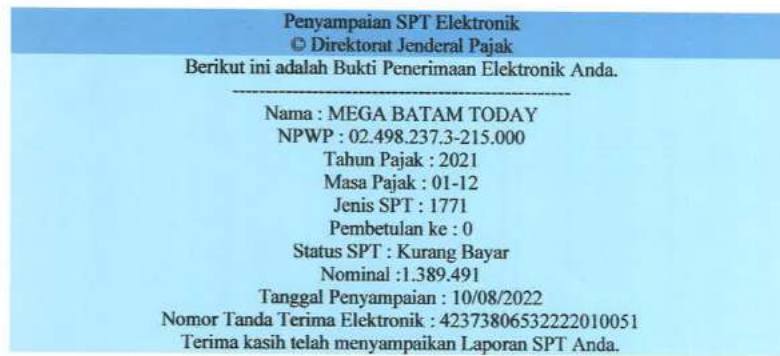 Penyampaian SPT Elektronik
© Direktorat Jenderal Pajak
Berikut ini adalah Bukti Penerimaan Elektronik Anda.
Nama : MEGA BATAM TODAY
NPWP : 02.498.237.3-215.000
Tahun Pajak : 2021
Masa Pajak : 01-12
Jenis SPT : 1771
Pembetulan ke : 0
Status SPT : Kurang Bayar
Nominal :1.389.491
Tanggal Penyampaian : 10/08/2022
Nomor Tanda Terima Elektronik : 42373806532222010051
Terima kasih telah menyampaikan Laporan SPT Anda.